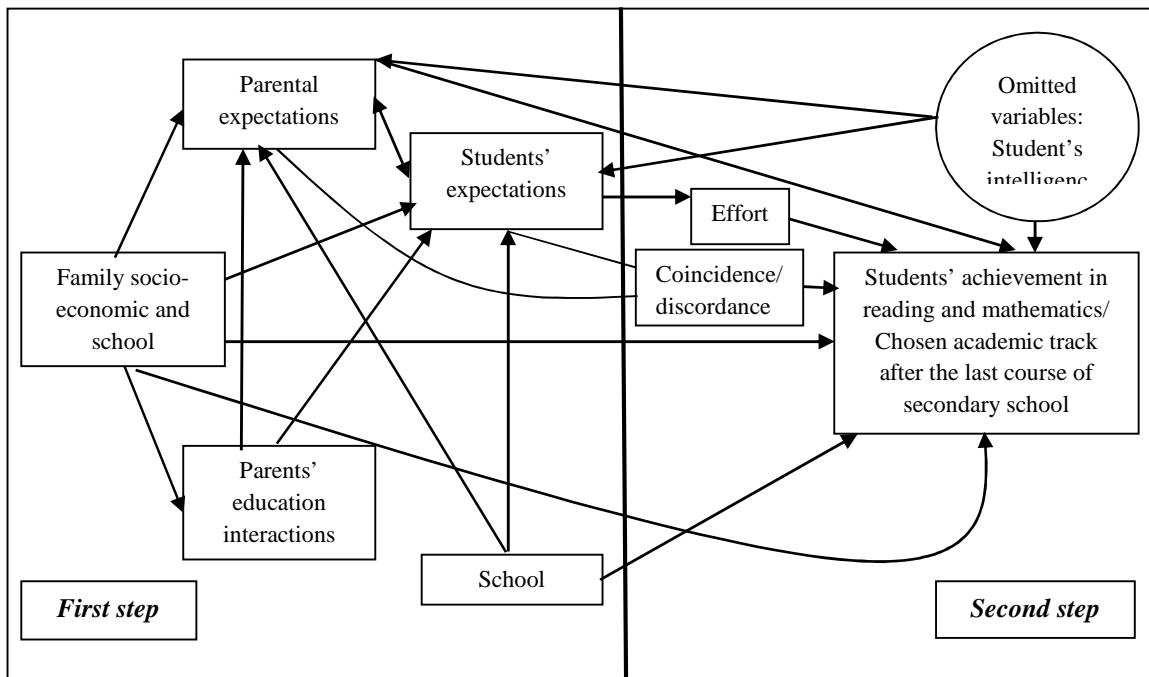 Parental
expectations
Students’
expectations
Omitted
variables:
Student’s
intelligenc
Effort
Family socio-
economic and
school
Coincidence/
discordance
Students’ achievement in
reading and mathematics/
Chosen academic track
after the last course of
secondary school
Parents’
education
interactions
School
First step
Second step